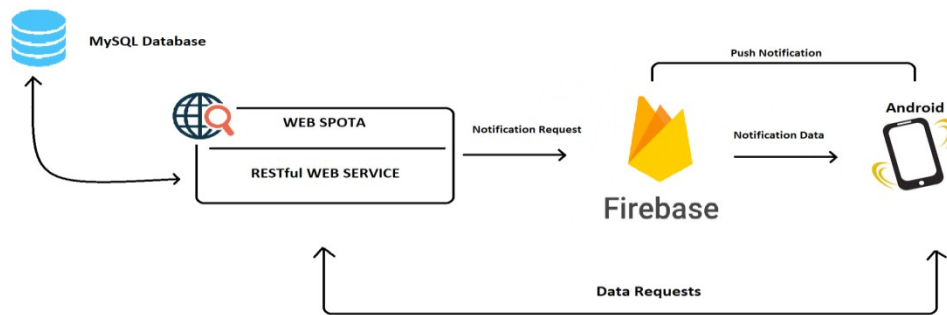 MySQL Database
Push Notification
Android
WEB SPOTA
Notification Request
Notification Data
RESTful WEB SERVICE
Firebase
Data Requests